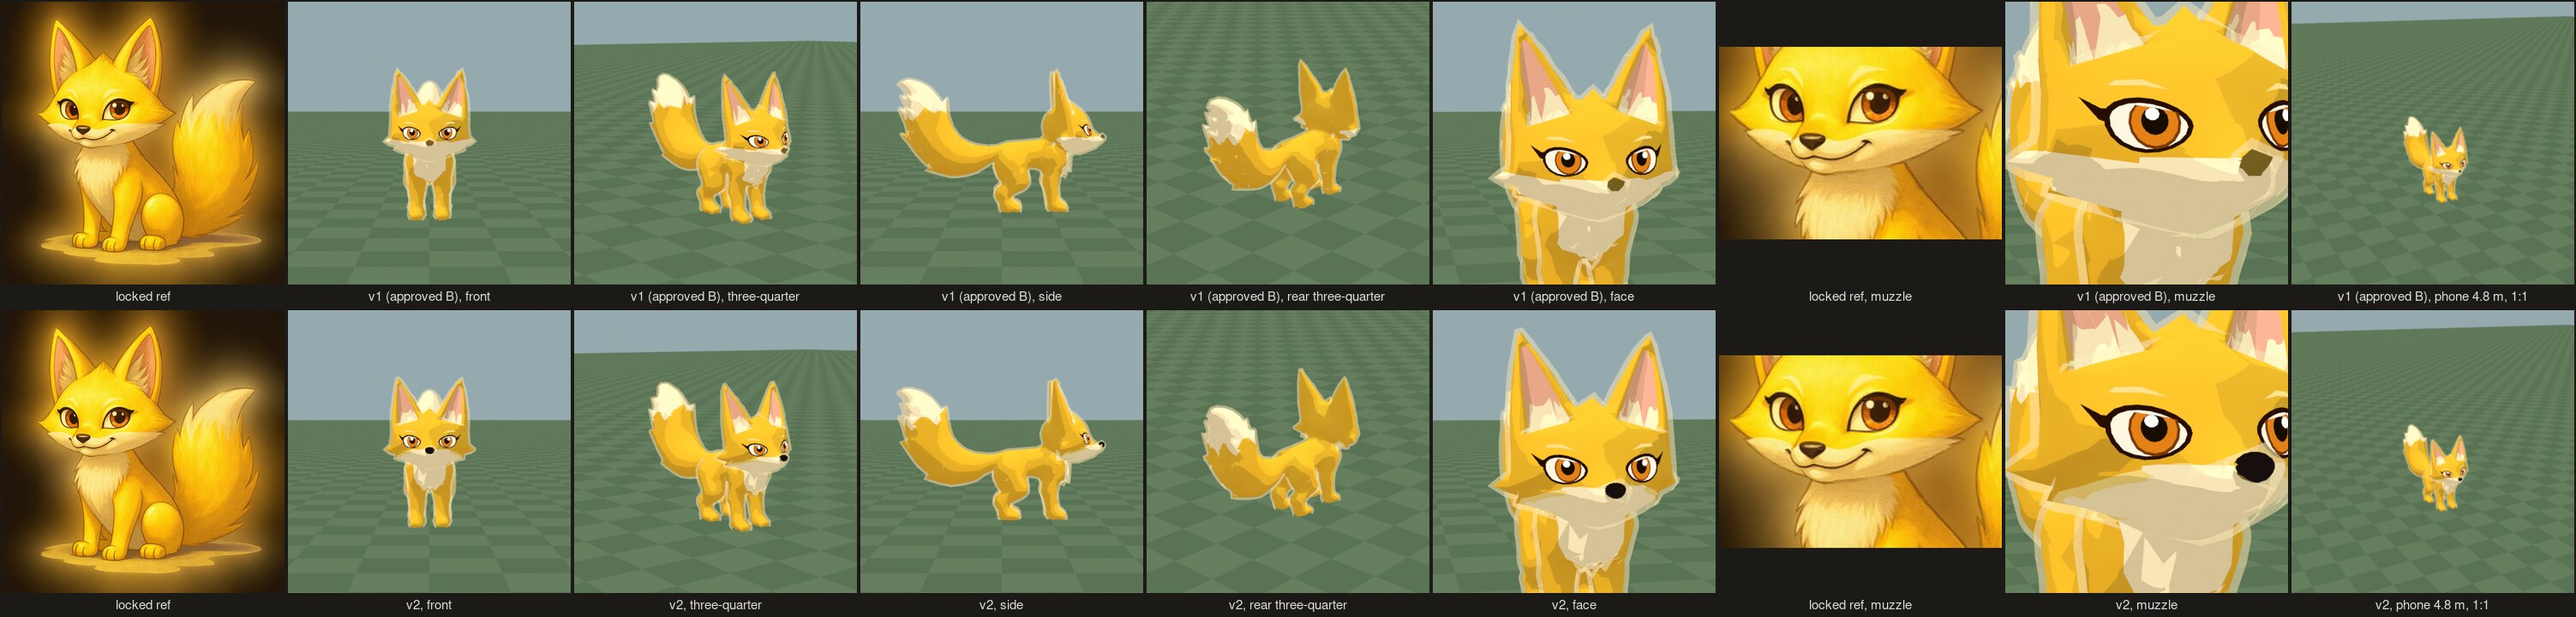 locked ref
v1 (approved B), front
v1 (approved B), three-quarter
v1 (approved B), side
v1 (approved B), rear three-quarter
v1 (approved B), face
locked ref, muzzle
v1 (approved B), muzzle
v1 (approved B), phone 4.8 m, 1:1
locked ref
v2, front
v2, three-quarter
v2, side
v2, rear three-quarter
v2, face
locked ref, muzzle
v2, muzzle
v2, phone 4.8 m, 1:1